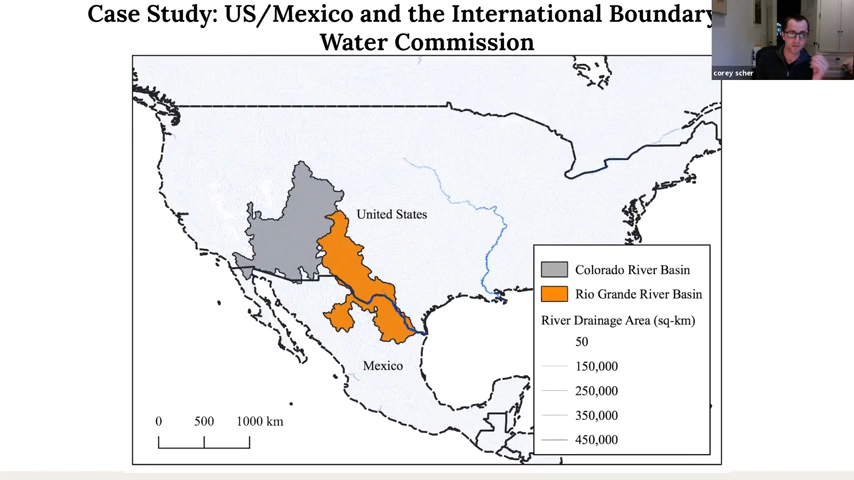 Case Study: US/Mexico and the International Boundary
Water Commission
corey scher
United States
Mexico
Colorado River Basin
Rio Grande River Basin
River Drainage Area (sq-km)
50
150,000
250,000
350,000
450,000
0 500 1000 km